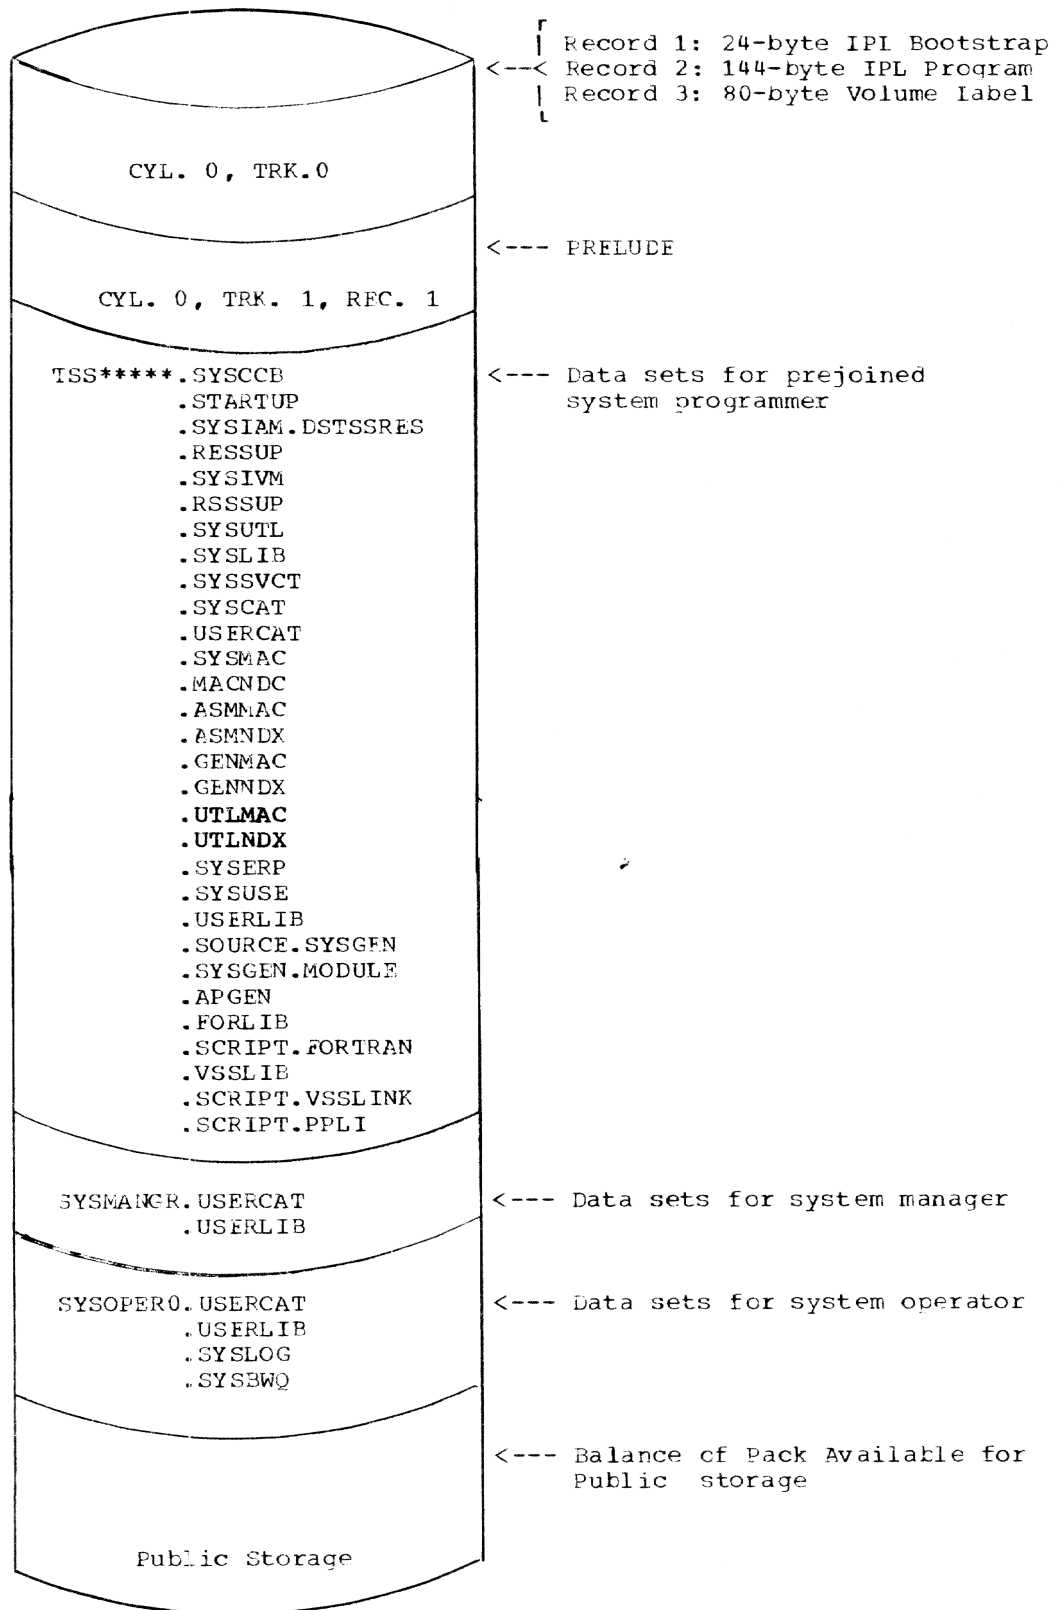 Record 1: 24-byte IPL Bootstrap
<--< Record 2: 144-byte IPL Program
Record 3: 80-byte Volume Label
CYL. 0, TRK.0
<--- PRELUDE
CYL. 0, TRK. 1, REC. 1
TSS*****.SYSCCB <--- Data sets for prejoined
.STARTUP system programmer
.SYSIAM.DSTSSRES
.RESSUP
.SYSIVM
.RSSSUP
.SYSUTL
.SYSLIB
.SYSSVCT
.SYSCAT
.USERCAT
.SYSMAC
.MACNDC
.ASMMAC
.ASMNDX
.GENMAC
.GENNDX
.UTLMAC
.UTLNDX
.SYSERP
.SYSUSE
.USERLIB
.SOURCE.SYSGEN
.SYSGEN.MODULE
.APGEN
.FORLIB
.SCRIPT.FORTRAN
.VSSLIB
.SCRIPT.VSSLINK
.SCRIPT.PPLI
SYSMANGR.USERCAT <--- Data sets for system manager
.USERLIB
SYSOPERO.USERCAT <--- Data sets for system operator
.USERLIB
.SYSLOG
.SYSBWQ
<--- Balance of Pack Available for
Public storage
Public Storage